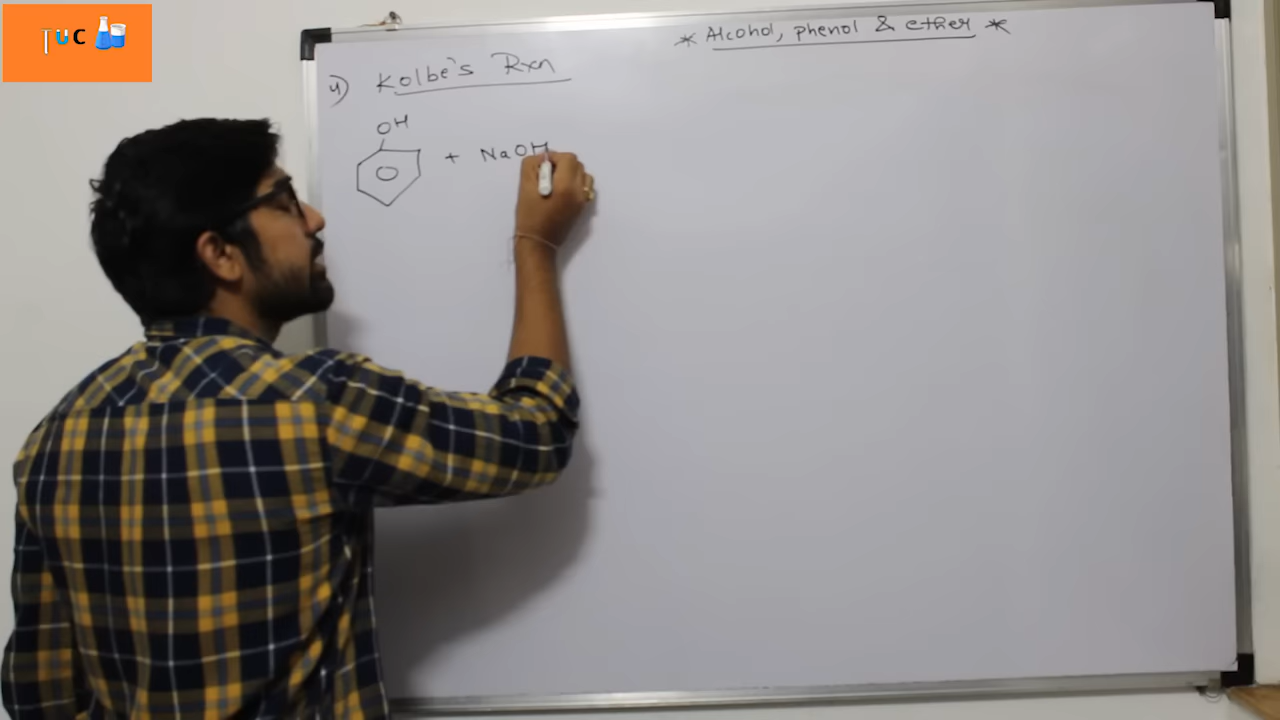 TUC
* Alcohol, phenol & ether *
4) Kolbe's Rxn
OH
+ NaOH